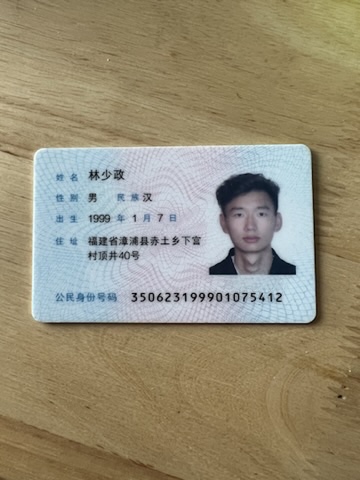 姓名 林少政
性别 男 民族 汉
出生 1999 年 1 月 7 日
住址 福建省漳浦县赤土乡下宫
村顶井40号
公民身份号码 350623199901075412